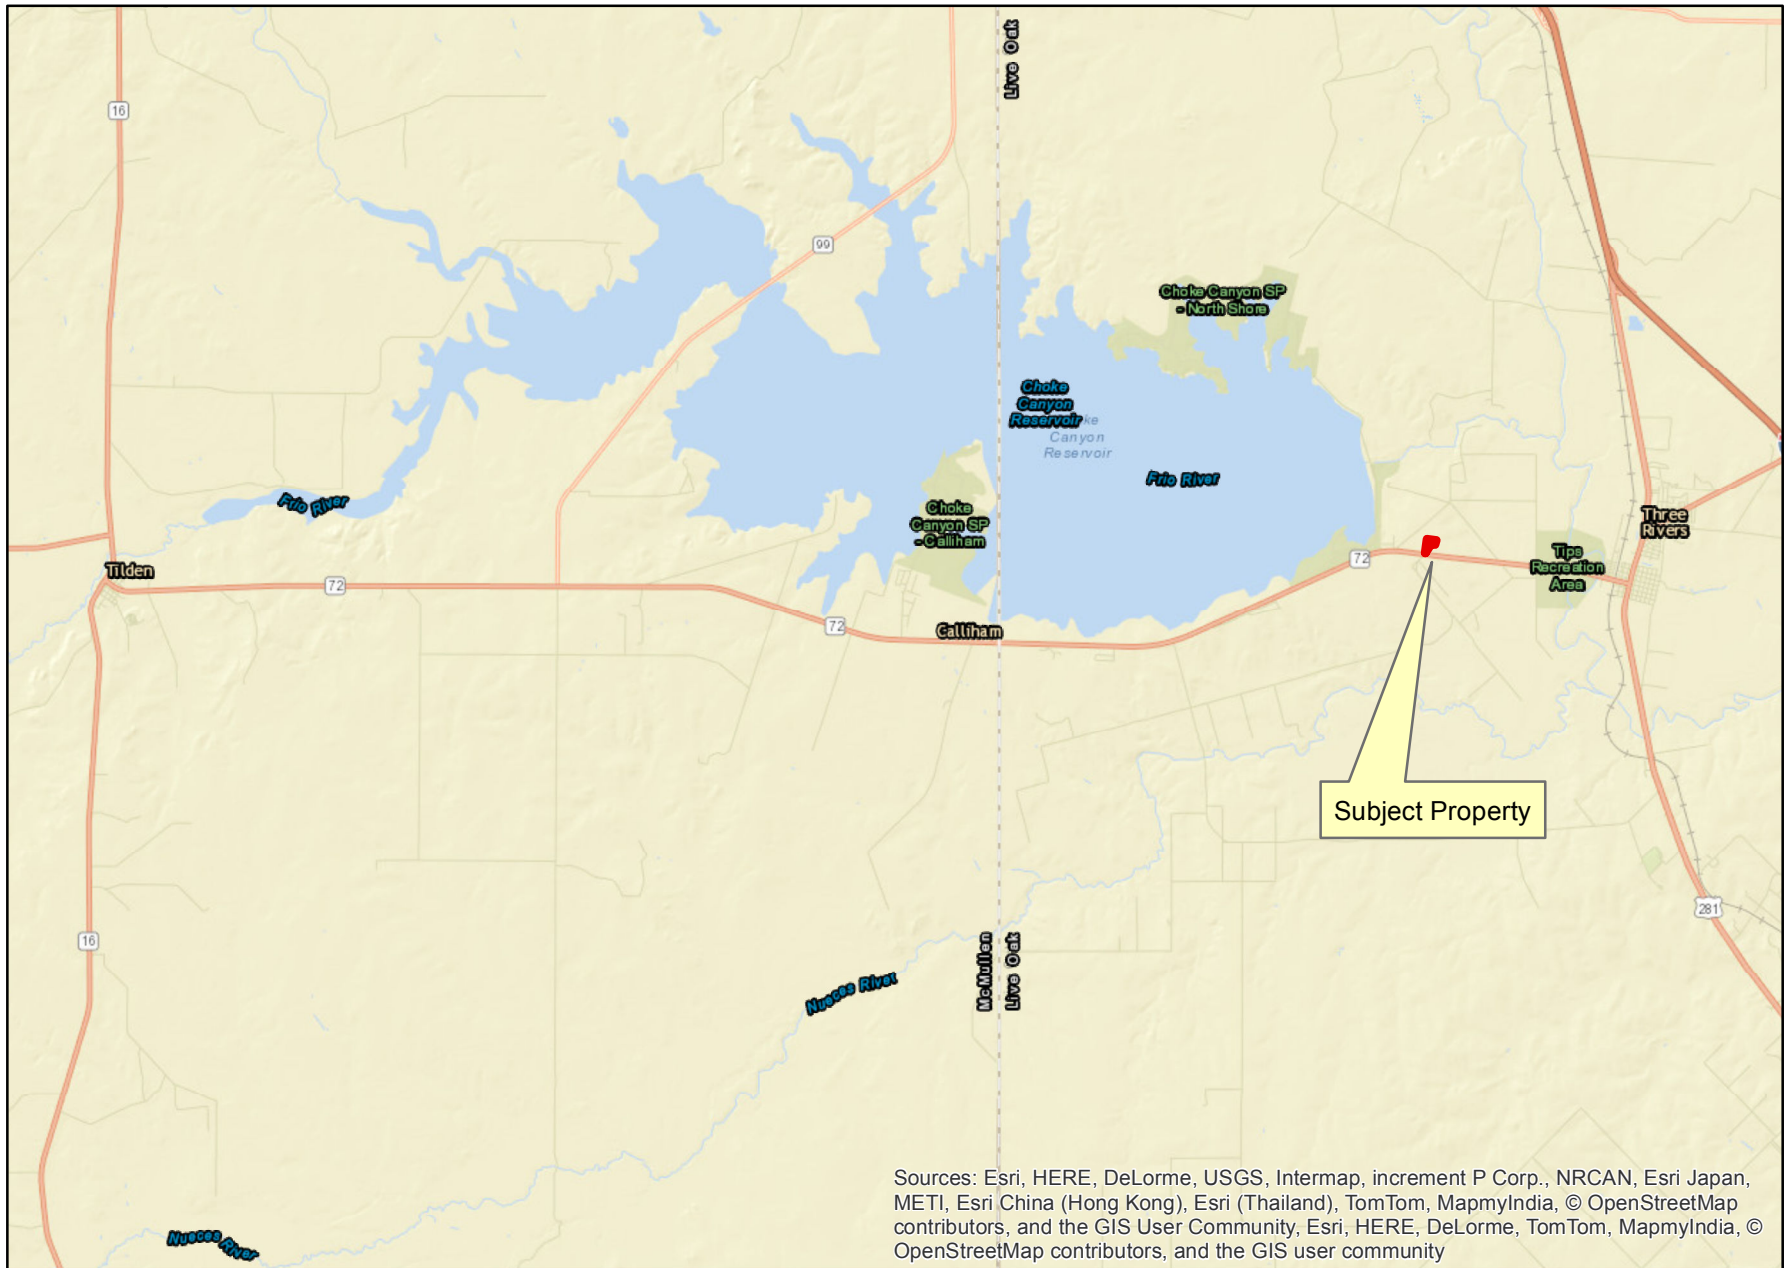 Live Oak
16
99
Choke Canyon SP
- North Shore
Choke
Canyon
Reservoir
ke
Canyon
Reservoir
Frio River
Frio River
Choke
Canyon SP
- Calliham
Three
Rivers
72
Tips
Recreation
Area
Tilden
72
72
Calliham
Subject Property
281
16
McMullen
Live Oak
Nueces River
Nueces River
Sources: Esri, HERE, DeLorme, USGS, Intermap, increment P Corp., NRCAN, Esri Japan,
METI, Esri China (Hong Kong), Esri (Thailand), TomTom, MapmyIndia, © OpenStreetMap
contributors, and the GIS User Community, Esri, HERE, DeLorme, TomTom, MapmyIndia, ©
OpenStreetMap contributors, and the GIS user community